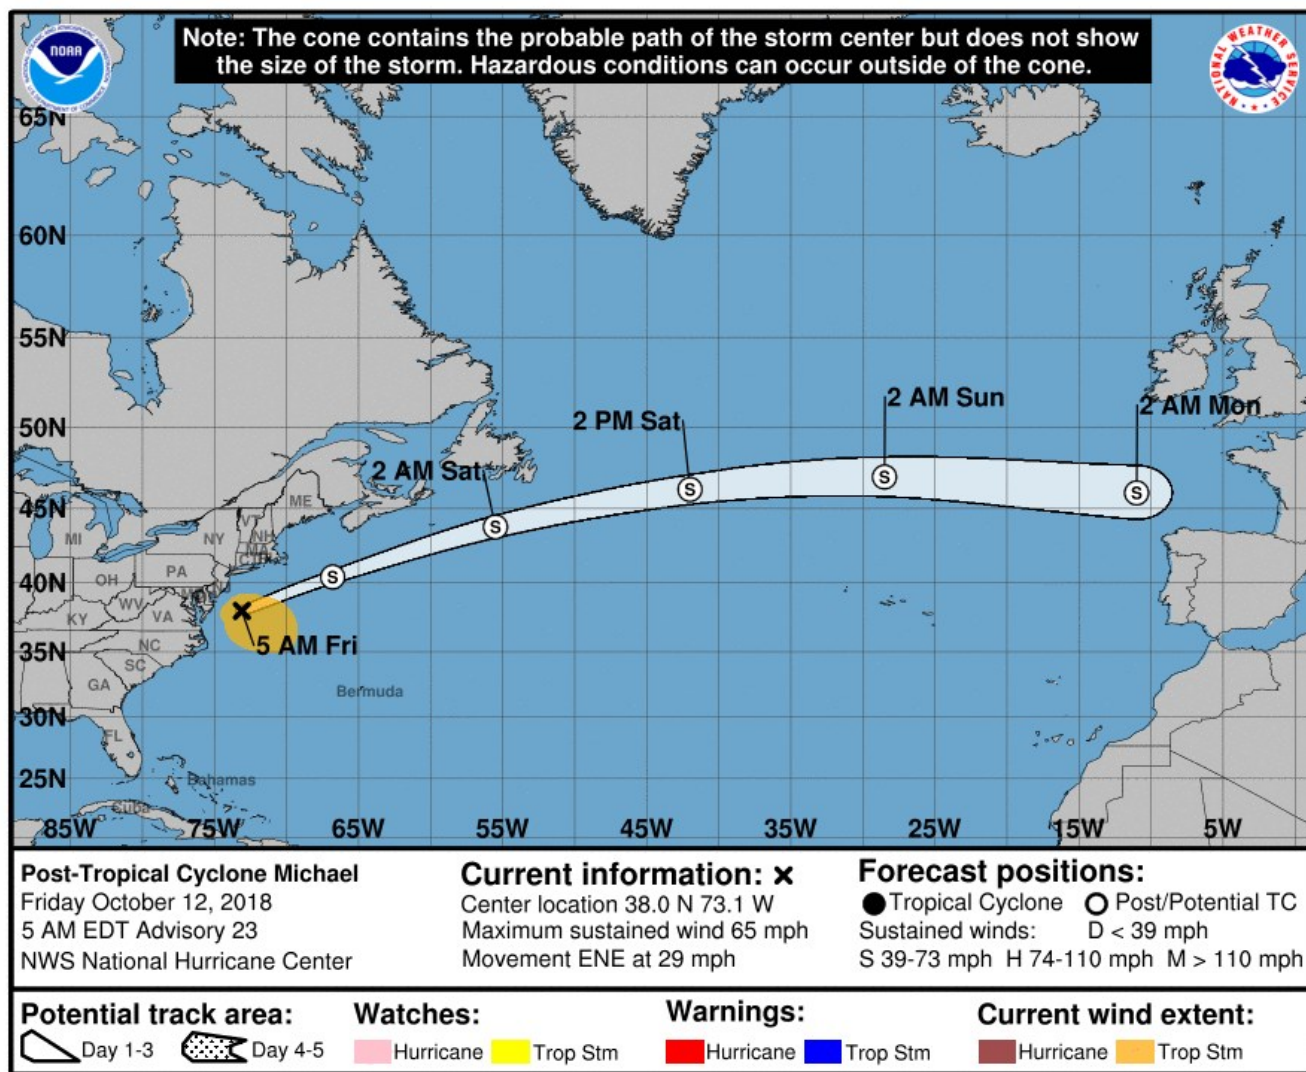 Note: The cone contains the probable path of the storm center but does not show
the size of the storm. Hazardous conditions can occur outside of the cone.
NOAA
NATIONAL WEATHER SERVICE
65N
60N
55N
50N
45N
40N
35N
30N
25N
85W 75W 65W 55W 45W 35W 25W 15W 5W
2 AM Sun
2 AM Mon
2 PM Sat
2 AM Sat
5 AM Fri
S
S
S
S
S
ME
VT
NH
MI
NY
MA
CT
PA
OH
NJ
WV
VA
KY
NC
SC
GA
FL
Bermuda
Bahamas
Cuba
Post-Tropical Cyclone Michael
Friday October 12, 2018
5 AM EDT Advisory 23
NWS National Hurricane Center
Current information: ×
Center location 38.0 N 73.1 W
Maximum sustained wind 65 mph
Movement ENE at 29 mph
Forecast positions:
Tropical Cyclone Post/Potential TC
Sustained winds: D < 39 mph
S 39-73 mph H 74-110 mph M > 110 mph
Potential track area:
Day 1-3 Day 4-5
Watches:
Hurricane Trop Stm
Warnings:
Hurricane Trop Stm
Current wind extent:
Hurricane Trop Stm